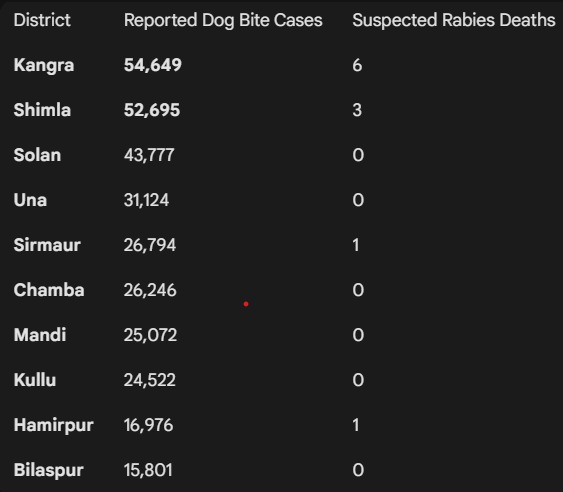 District Reported Dog Bite Cases Suspected Rabies Deaths
Kangra 54,649 6
Shimla 52,695 3
Solan 43,777 0
Una 31,124 0
Sirmaur 26,794 1
Chamba 26,246 0
Mandi 25,072 0
Kullu 24,522 0
Hamirpur 16,976 1
Bilaspur 15,801 0